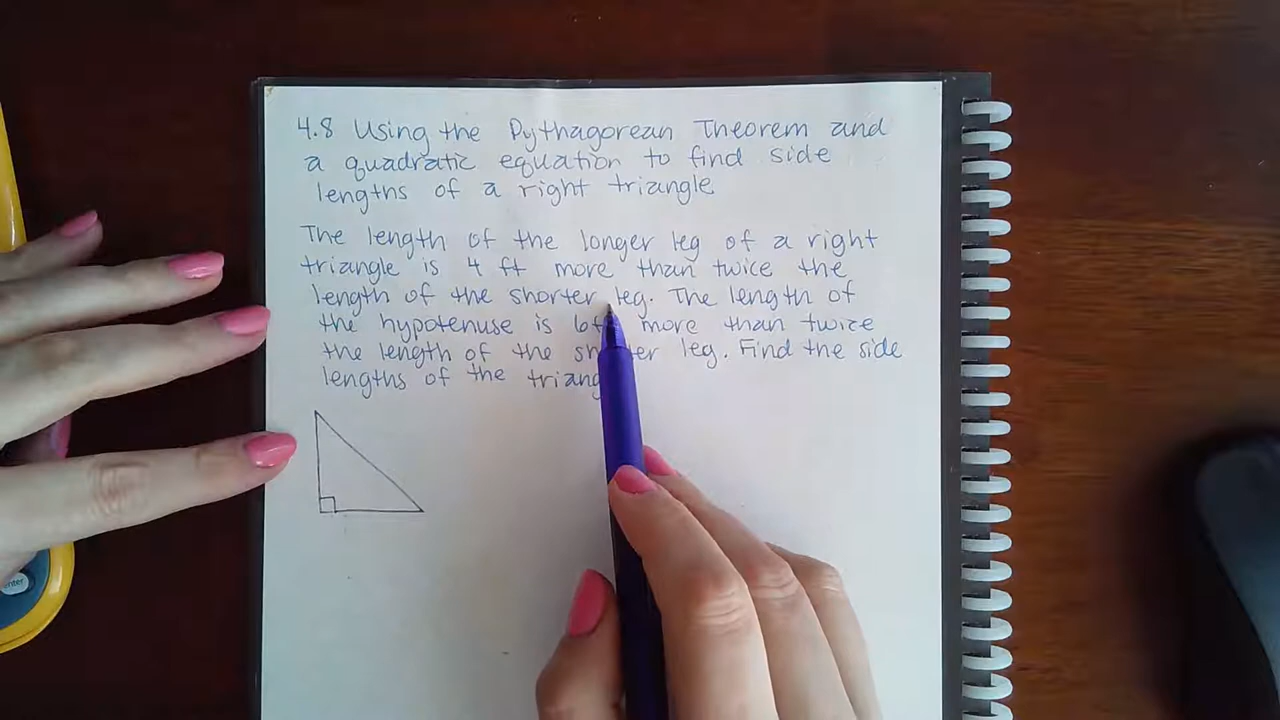 4.8 Using the Pythagorean Theorem and
a quadratic equation to find side
lengths of a right triangle
The length of the longer leg of a right
triangle is 4 ft more than twice the
length of the shorter leg. The length of
the hypotenuse is more than twice
the length of the leg. Find the side
lengths of the
enter